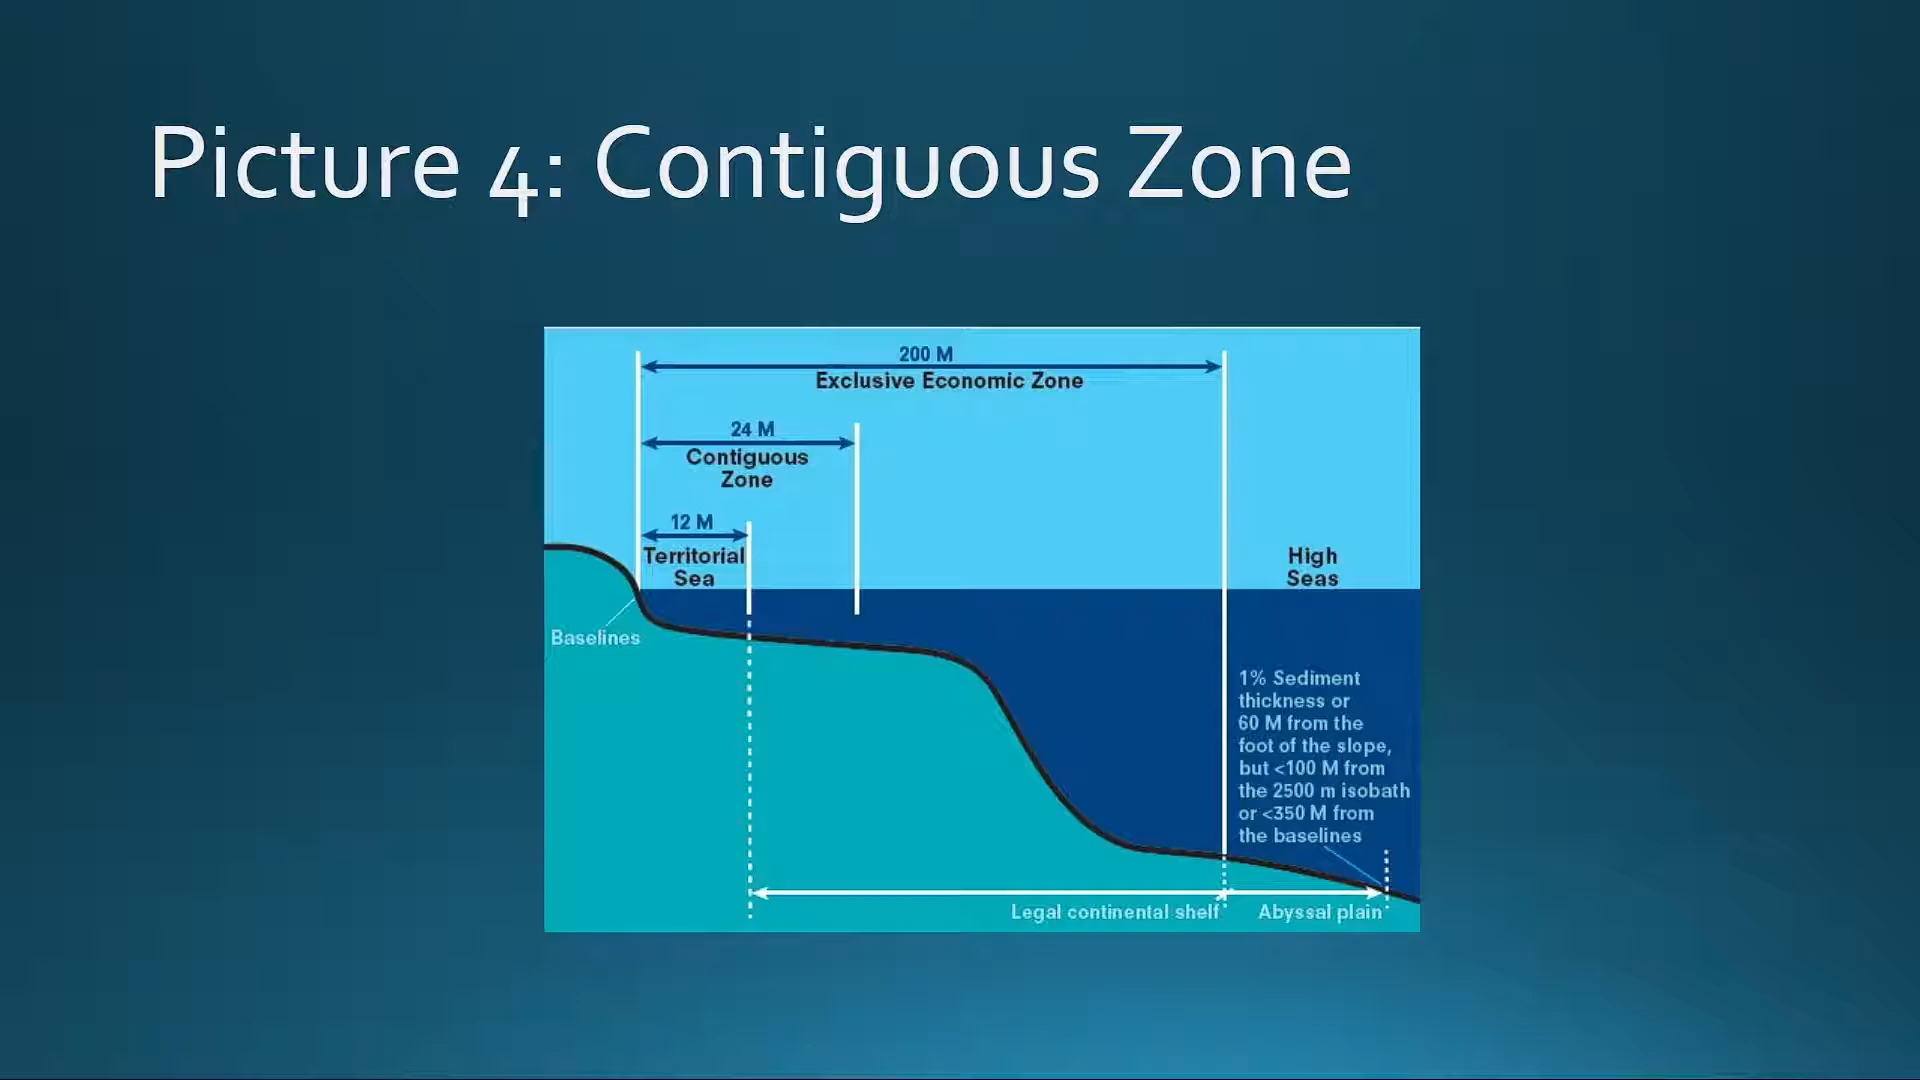 Picture 4: Contiguous Zone
200 M
Exclusive Economic Zone
24 M
Contiguous
Zone
12 M
Territorial
Sea
High
Seas
Baselines
1% Sediment
thickness or
60 M from the
foot of the slope,
but <100 M from
the 2500 m isobath
or <350 M from
the baselines
Legal continental shelf
Abyssal plain